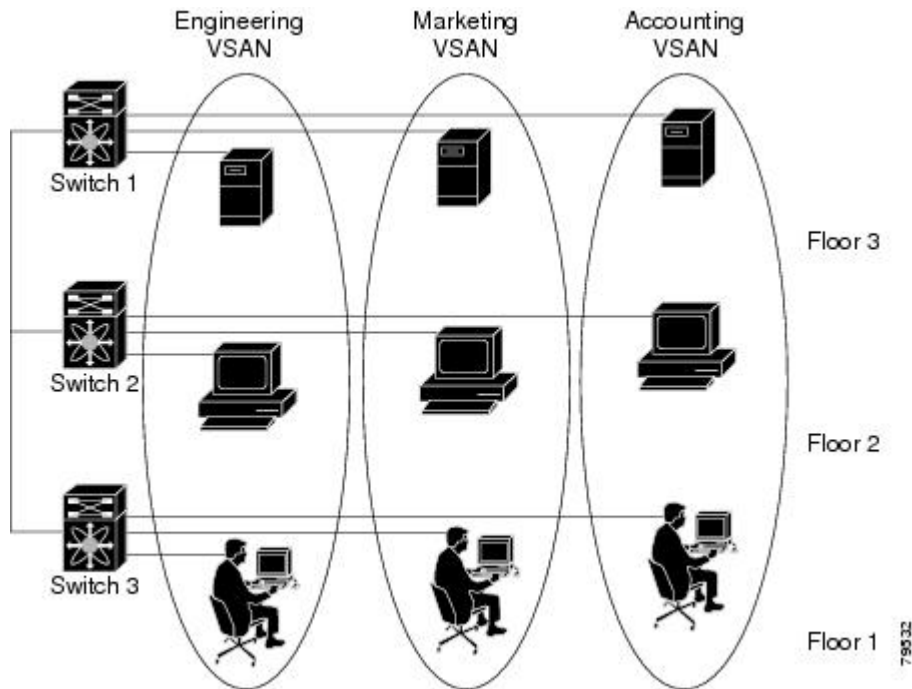 Engineering
VSAN
Marketing
VSAN
Accounting
VSAN
Switch 1
Floor 3
Switch 2
Floor 2
Switch 3
Floor 1
79532